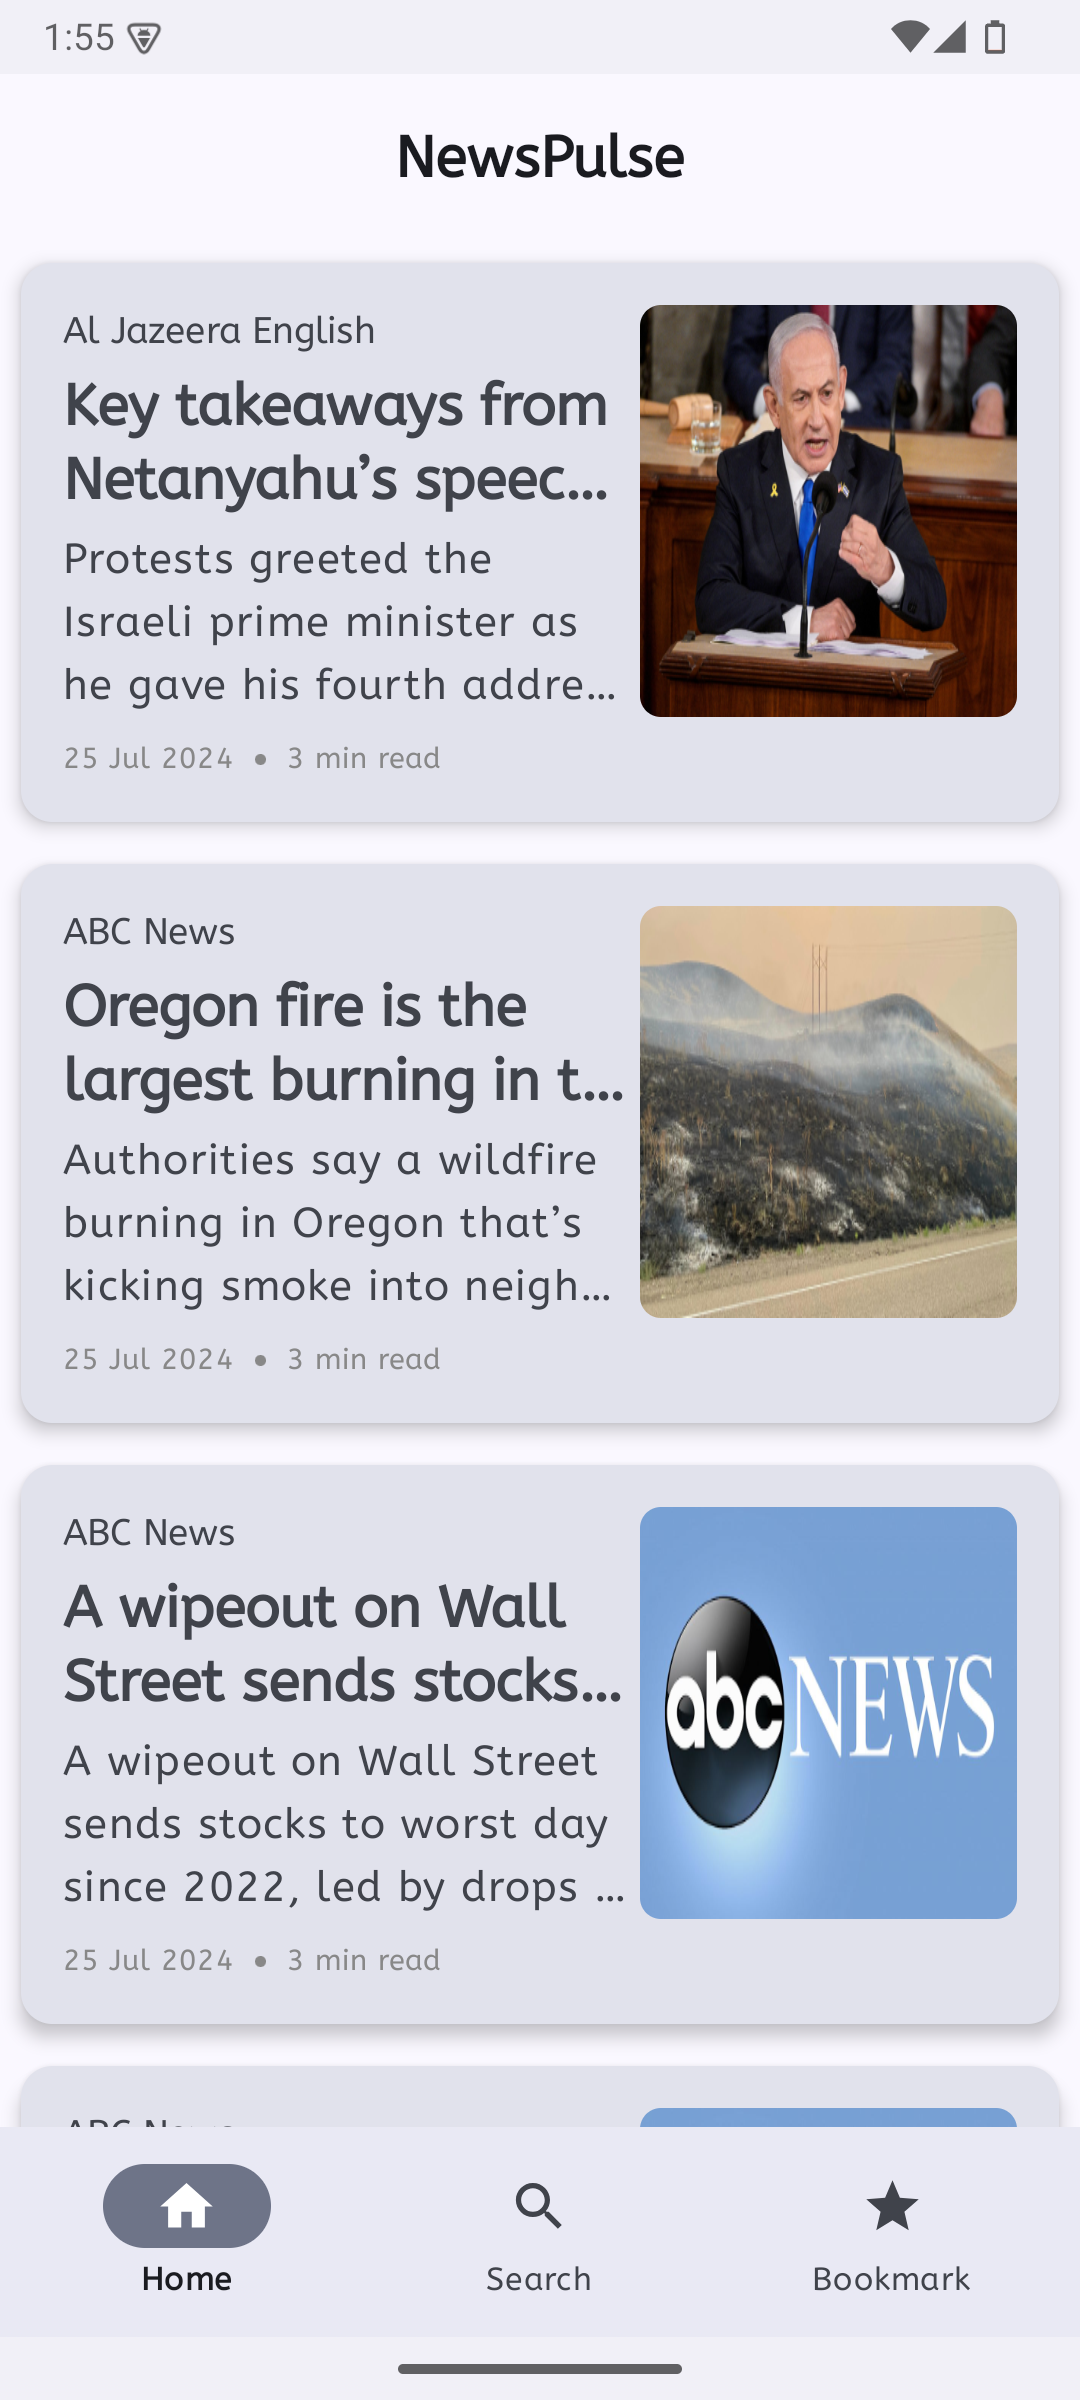 1:55
NewsPulse
Al Jazeera English
Key takeaways from
Netanyahu’s speec...
Protests greeted the
Israeli prime minister as
he gave his fourth addre...
25 Jul 2024 • 3 min read
ABC News
Oregon fire is the
largest burning in t...
Authorities say a wildfire
burning in Oregon that’s
kicking smoke into neigh...
25 Jul 2024 • 3 min read
ABC News
A wipeout on Wall
Street sends stocks...
abc NEWS
A wipeout on Wall Street
sends stocks to worst day
since 2022, led by drops ...
25 Jul 2024 • 3 min read
ABC News
Home
Search
Bookmark